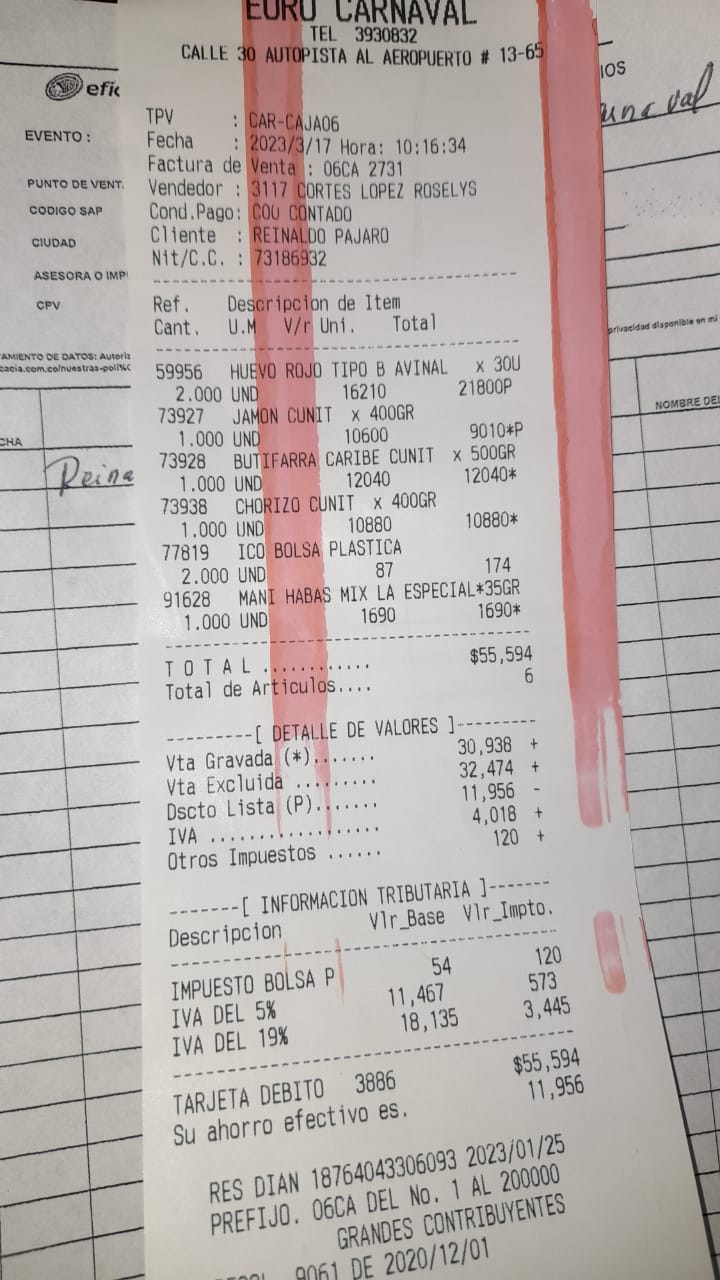 EURO CARNAVAL
TEL 3930832
CALLE 30 AUTOPISTA AL AEROPUERTO # 13-65
TPV : CAR-CAJA06
Fecha : 2023/3/17 Hora: 10:16:34
Factura de Venta : 06CA 2731
Vendedor : 3117 CORTES LOPEZ ROSELYS
Cond.Pago: COU CONTADO
Cliente : REINALDO PAJARO
Nit/C.C. : 73186932
Ref. Descripcion de Item
Cant. U.M V/r Uni. Total
59956 HUEVO ROJO TIPO B AVINAL x 30U
2.000 UND 16210 21800P
73927 JAMON CUNIT x 400GR
1.000 UND 10600 9010*P
73928 BUTIFARRA CARIBE CUNIT x 500GR
1.000 UND 12040 12040*
73938 CHORIZO CUNIT x 400GR
1.000 UND 10880 10880*
77819 ICO BOLSA PLASTICA
2.000 UND 87 174
91628 MANI HABAS MIX LA ESPECIAL*35GR
1.000 UND 1690 1690*
T O T A L ............ $55,594
Total de Articulos.... 6
---------[ DETALLE DE VALORES ]---------
Vta Gravada (*)....... 30,938 +
Vta Excluida ......... 32,474 +
Dscto Lista (P)....... 11,956 -
IVA .................. 4,018 +
Otros Impuestos ...... 120 +
-------[ INFORMACION TRIBUTARIA ]-------
Descripcion Vlr_Base Vlr_Impto.
IMPUESTO BOLSA P 54 120
IVA DEL 5% 11,467 573
IVA DEL 19% 18,135 3,445
TARJETA DEBITO 3886 $55,594
Su ahorro efectivo es. 11,956
RES DIAN 18764043306093 2023/01/25
PREFIJO. 06CA DEL No. 1 AL 200000
GRANDES CONTRIBUYENTES
9061 DE 2020/12/01
efic
EVENTO :
PUNTO DE VENT
CODIGO SAP
CIUDAD
ASESORA O IMP
CPV
AMIENTO DE DATOS: Autoriz
cacia.com.co/nuestras-poli%C
CHA
Reina
IOS
unaval
privacidad disponible en mi
NOMBRE DEL